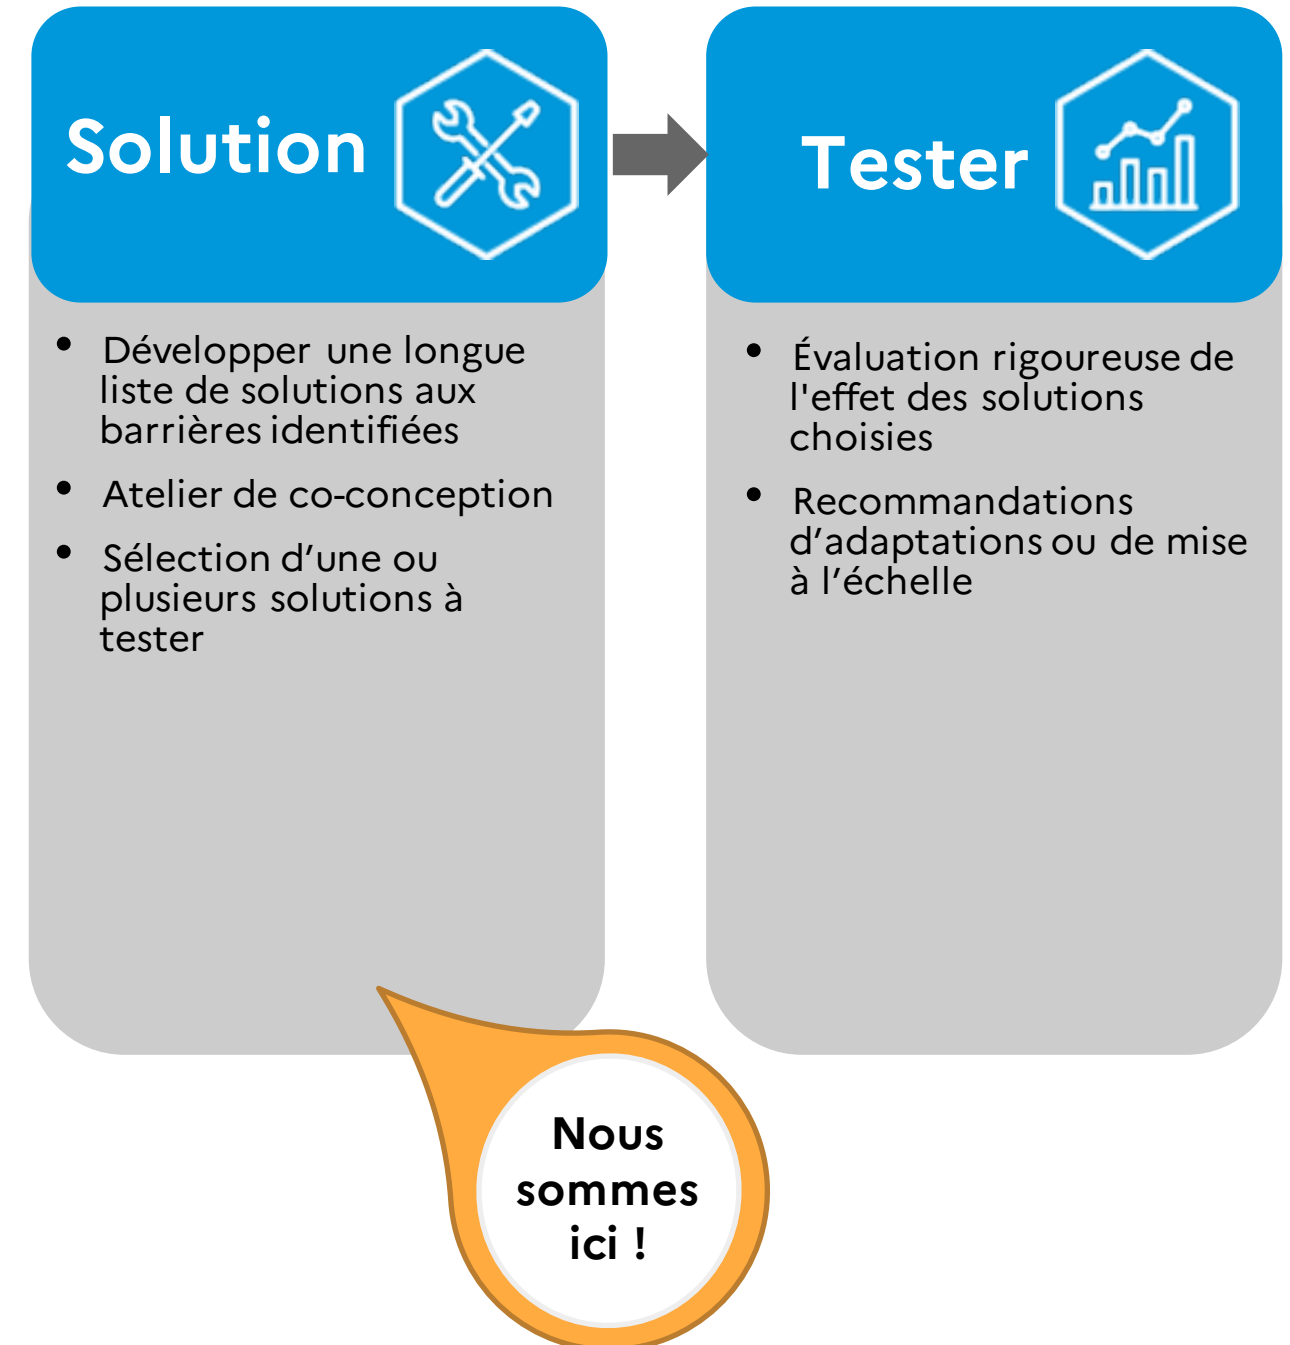 Solution
• Développer une longue
liste de solutions aux
barrières identifiées
• Atelier de co-conception
• Sélection d’une ou
plusieurs solutions à
tester
Tester
• Évaluation rigoureuse de
l'effet des solutions
choisies
• Recommandations
d’adaptations ou de mise
à l’échelle
Nous
sommes
ici !